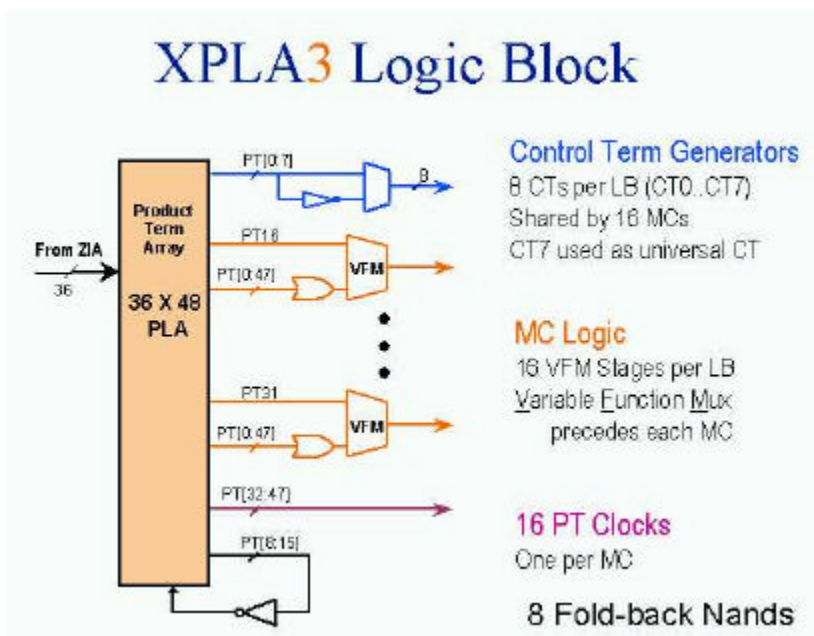 XPLA3 Logic Block
PT[0:7]
8
Control Term Generators
8 CTs per LB (CT0..CT7)
Shared by 16 MCs
CT7 used as universal CT
Product
Term
Array
From ZIA
36
36 X 48
PLA
PT16
PT[0:47]
VFM
MC Logic
16 VFM Stages per LB
Variable Function Mux
precedes each MC
PT31
PT[0:47]
VFM
PT[32:47]
16 PT Clocks
One per MC
PT[8:15]
8 Fold-back Nands